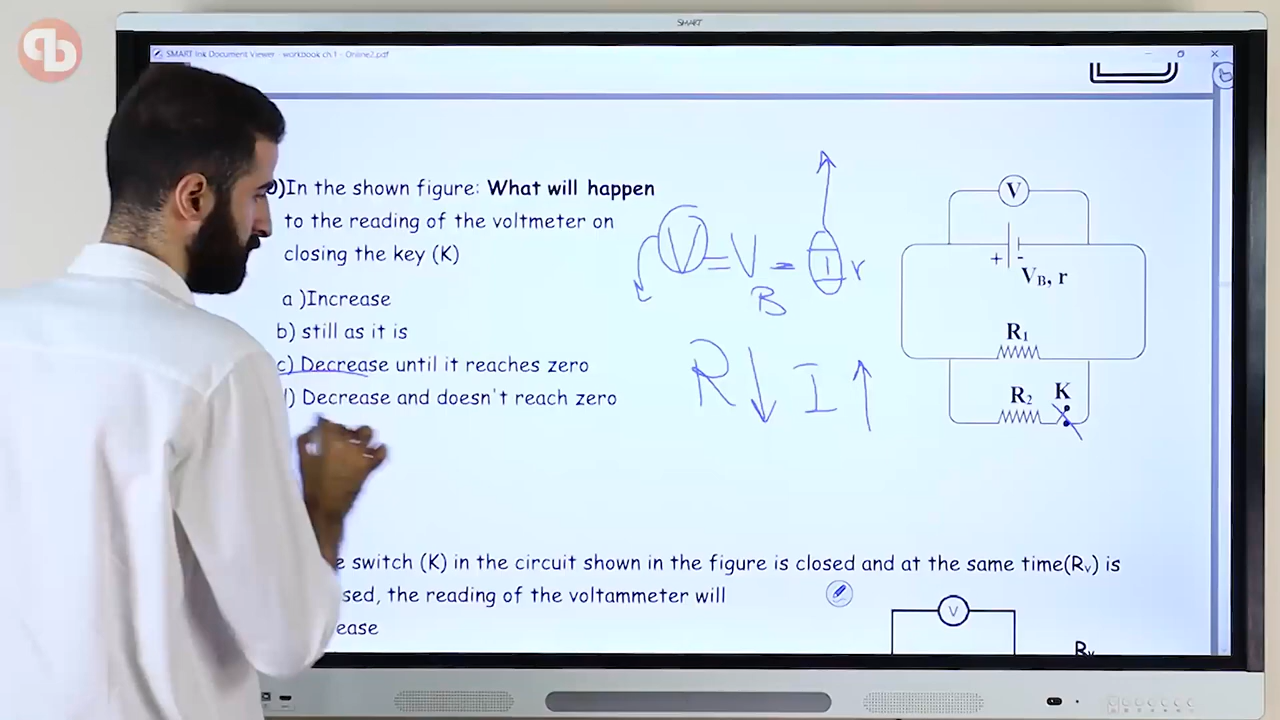 SMART
pb
SMART Ink Document Viewer - workbook ch 1 - Online2.pdf
)In the shown figure: What will happen
to the reading of the voltmeter on
closing the key (K)
a )Increase
b) still as it is
c) Decrease until it reaches zero
) Decrease and doesn't reach zero
V = V_B - I r
R ↓ I ↑
V
+ -
V_B, r
R₁
R₂ K
switch (K) in the circuit shown in the figure is closed and at the same time(Rᵥ) is
the reading of the voltammeter will
V
Rᵥ